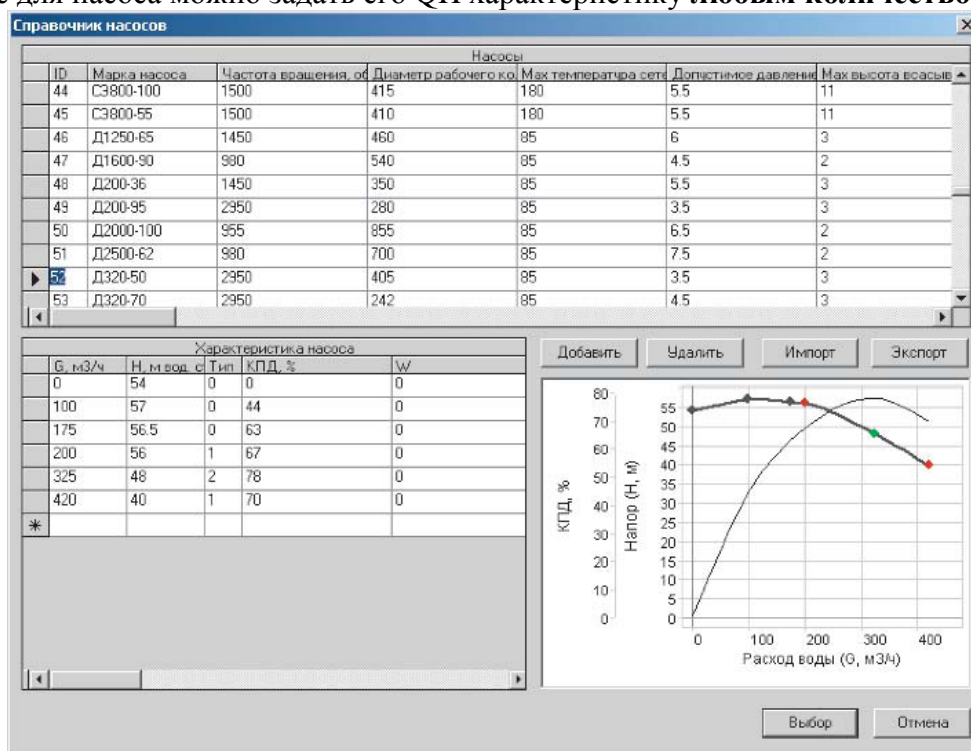 для насоса можно задать его QH характеристику любым количество
Справочник насосов
Насосы
ID Марка насоса Частота вращения, об Диаметр рабочего ко Max температура сете Допустимое давление Max высота всасыв
44 СЭ800-100 1500 415 180 5.5 11
45 СЭ800-55 1500 410 180 5.5 11
46 Д1250-65 1450 460 85 6 3
47 Д1600-90 980 540 85 4.5 2
48 Д200-36 1450 350 85 5.5 3
49 Д200-95 2950 280 85 3.5 3
50 Д2000-100 955 855 85 6.5 2
51 Д2500-62 980 700 85 7.5 2
52 Д320-50 2950 405 85 3.5 3
53 Д320-70 2950 242 85 4.5 3
Характеристика насоса
G, м3/ч H, м вод. с Тип КПД, % W
0 54 0 0 0
100 57 0 44 0
175 56.5 0 63 0
200 56 1 67 0
325 48 2 78 0
420 40 1 70 0
Добавить Удалить Импорт Экспорт
КПД, %
80
70
60
50
40
30
20
10
0
Напор (H, м)
55
50
45
40
35
30
25
20
15
10
5
0
0 100 200 300 400
Расход воды (G, м3/ч)
Выбор Отмена